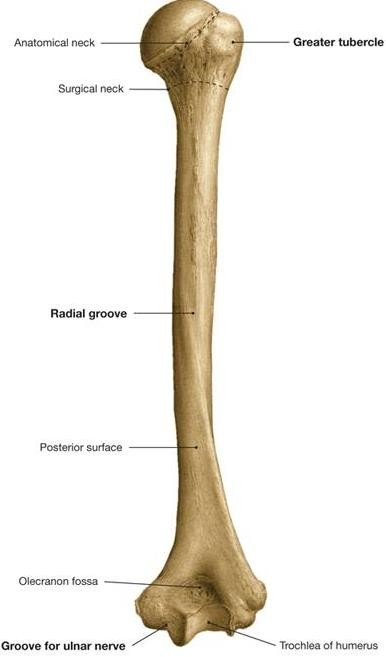 Anatomical neck
Greater tubercle
Surgical neck
Radial groove
Posterior surface
Olecranon fossa
Groove for ulnar nerve
Trochlea of humerus